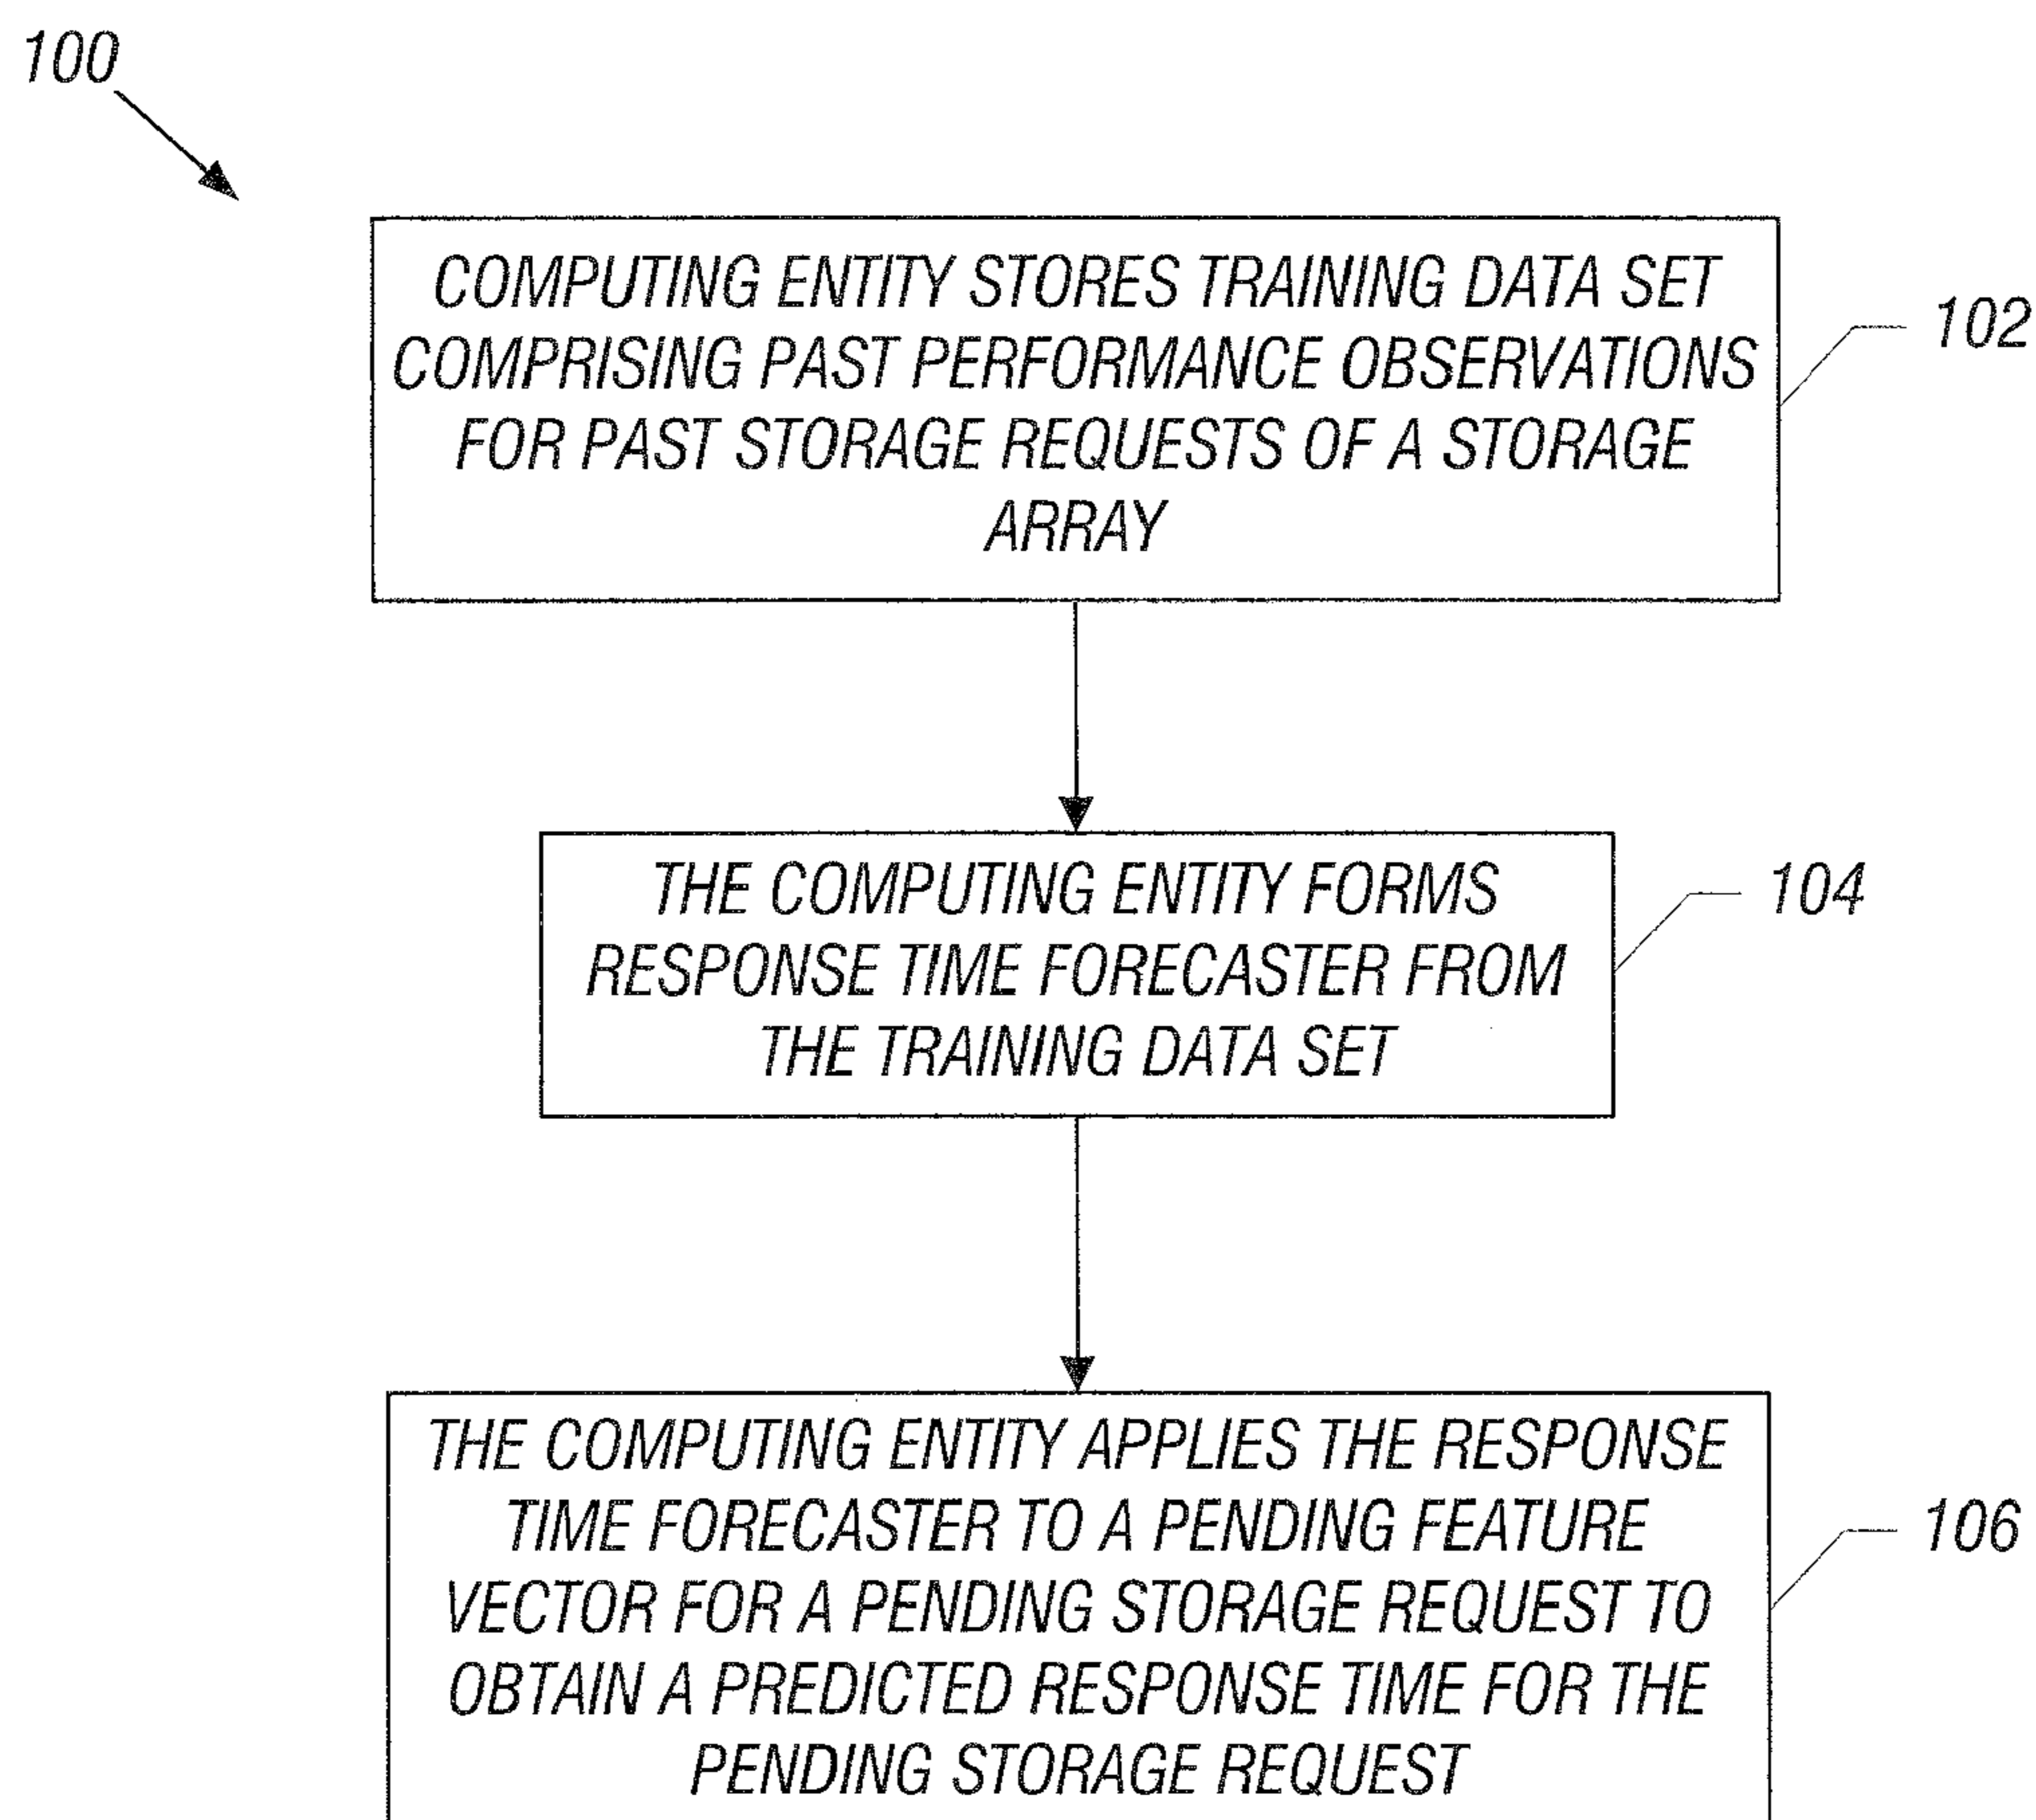 100
COMPUTING ENTITY STORES TRAINING DATA SET
COMPRISING PAST PERFORMANCE OBSERVATIONS
FOR PAST STORAGE REQUESTS OF A STORAGE
ARRAY
102
THE COMPUTING ENTITY FORMS
RESPONSE TIME FORECASTER FROM
THE TRAINING DATA SET
104
THE COMPUTING ENTITY APPLIES THE RESPONSE
TIME FORECASTER TO A PENDING FEATURE
VECTOR FOR A PENDING STORAGE REQUEST TO
OBTAIN A PREDICTED RESPONSE TIME FOR THE
PENDING STORAGE REQUEST
106